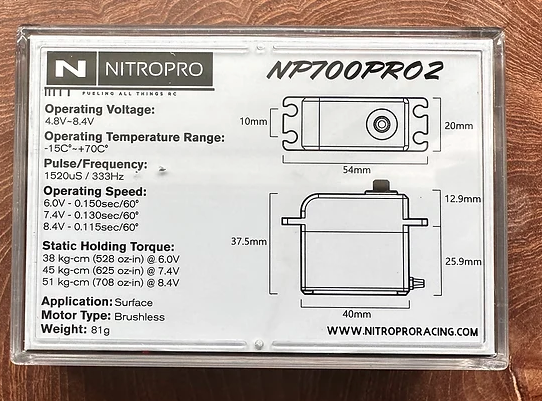 N NITROPRO
FUELING ALL THINGS RC
NP700PRO2
Operating Voltage:
4.8V~8.4V
Operating Temperature Range:
-15C°~+70C°
Pulse/Frequency:
1520uS / 333Hz
Operating Speed:
6.0V - 0.150sec/60°
7.4V - 0.130sec/60°
8.4V - 0.115sec/60°
Static Holding Torque:
38 kg-cm (528 oz-in) @ 6.0V
45 kg-cm (625 oz-in) @ 7.4V
51 kg-cm (708 oz-in) @ 8.4V
Application: Surface
Motor Type: Brushless
Weight: 81g
10mm
20mm
54mm
12.9mm
37.5mm
25.9mm
40mm
WWW.NITROPRORACING.COM